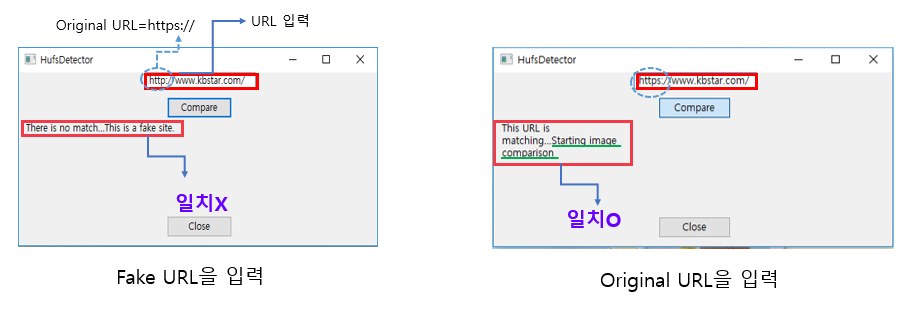 Original URL=https://
URL 입력
HufsDetector
http://www.kbstar.com/
Compare
There is no match...This is a fake site.
일치X
Close
Fake URL을 입력
HufsDetector
https://www.kbstar.com/
Compare
This URL is
matching...Starting image
comparison
일치O
Close
Original URL을 입력